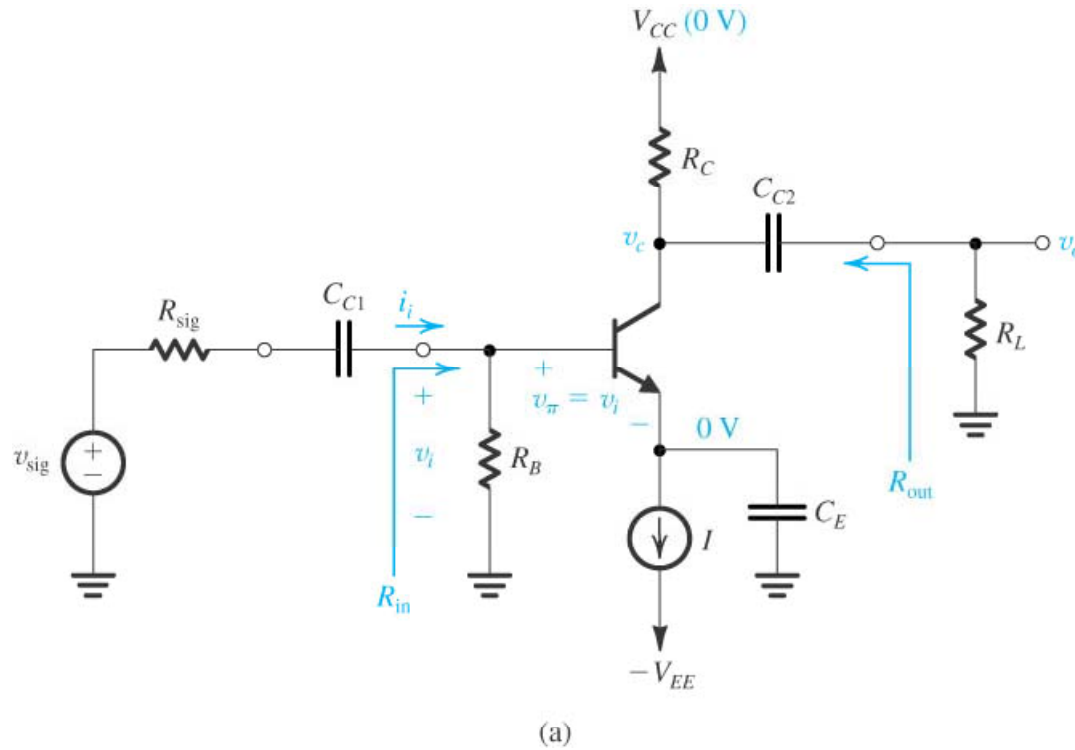 V_CC (0 V)
R_C
C_C2
v_c
C_C1
i_i
R_sig
R_L
+
+
v_π = v_i
−
0 V
v_sig
+
−
v_i
R_B
R_out
−
I
C_E
R_in
−V_EE
(a)